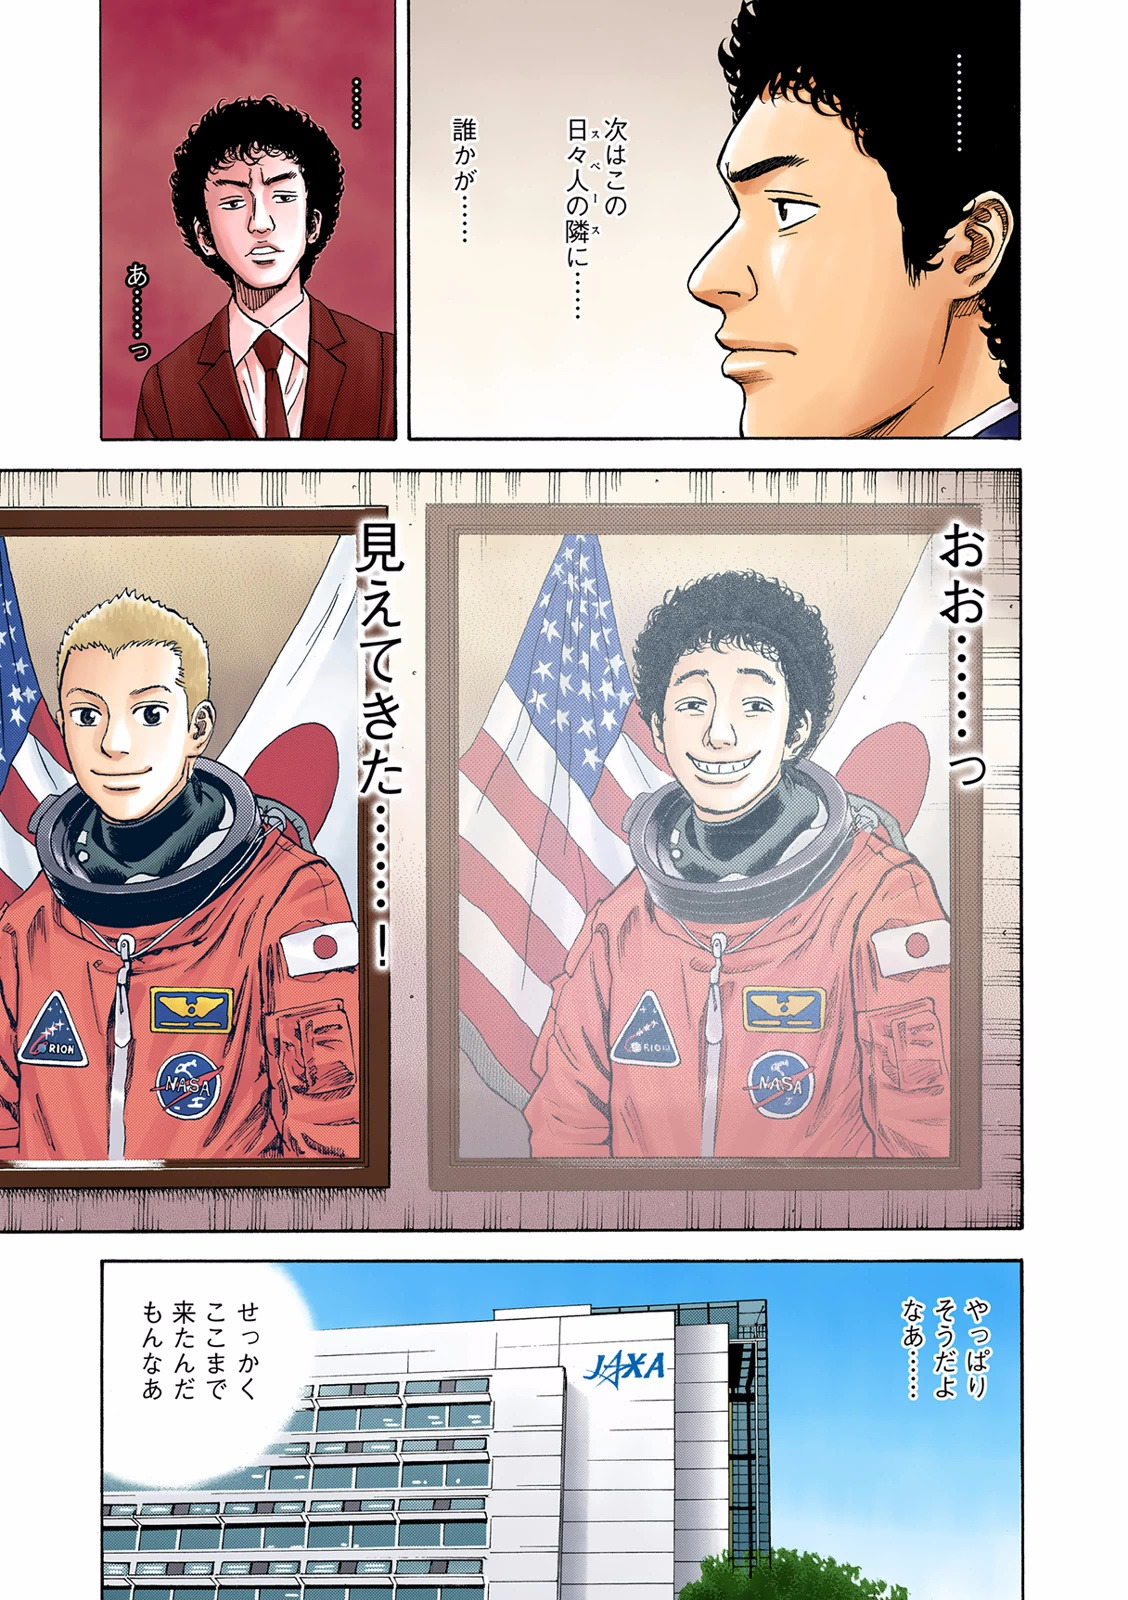 …………
次はこの
日々人の隣に……
スペース
誰かが……
……
あ……っ
おお……っ
見えてきた……！
ORION
NASA
ORION
NASA
やっぱり
そうだよ
なあ……
JAXA
せっかく
ここまで
来たんだ
もんなあ